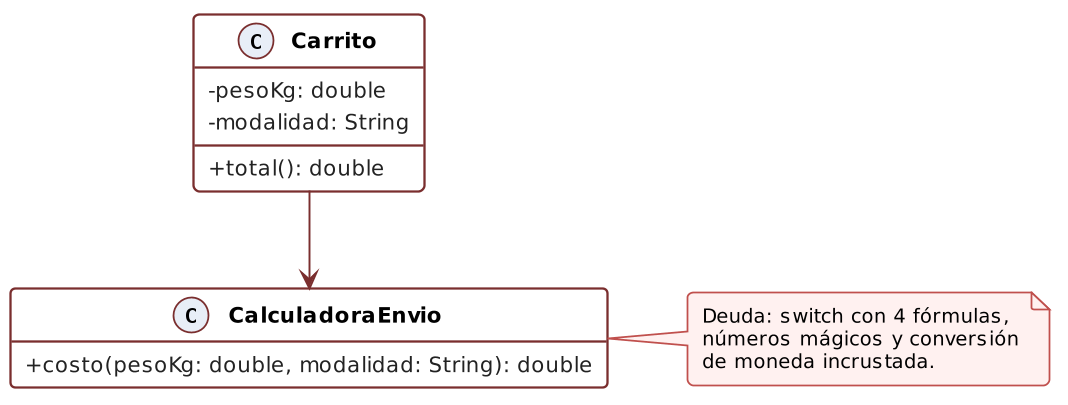 C Carrito
-pesoKg: double
-modalidad: String
+total(): double
C CalculadoraEnvio
+costo(pesoKg: double, modalidad: String): double
Deuda: switch con 4 fórmulas,
números mágicos y conversión
de moneda incrustada.